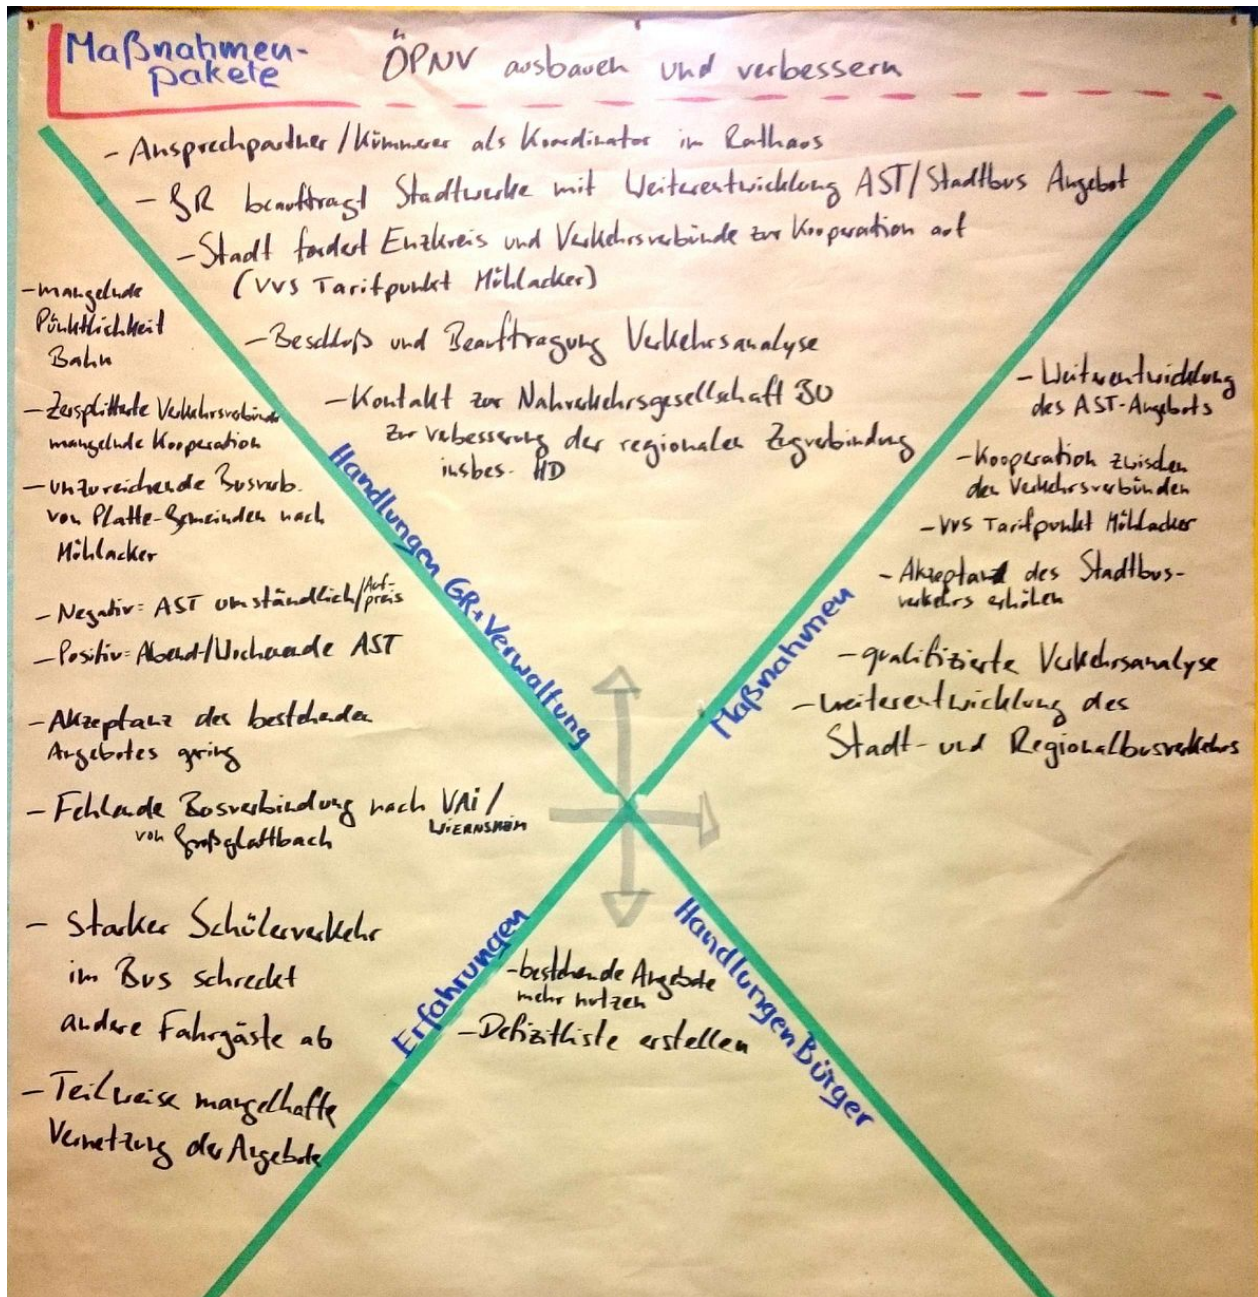 Maßnahmen-
pakete
ÖPNV ausbauen und verbessern
- Ansprechpartner/Kümmerer als Koordinator im Rathaus
- GR beauftragt Stadtwerke mit Weiterentwicklung AST/Stadtbus Angebot
- Stadt fordert Enzkreis und Verkehrsverbünde zur Kooperation auf
(VVS Tarifpunkt Mühlacker)
- Beschluß und Beauftragung Verkehrsanalyse
- Kontakt zur Nahverkehrsgesellschaft
zur Verbesserung der regionalen Zugverbindung
insbes. HD
Handlungen GR+Verwaltung
- mangelnde
Pünktlichkeit
Bahn
- Zersplitterte Verkehrsverbünde
mangelnde Kooperation
- unzureichende Busverb.
von Platte-Gemeinden nach
Mühlacker
- Negativ: AST umständlich/Auf-
preis
- Positiv: Abend-/Wochenende AST
- Akzeptanz des bestehenden
Angebotes gering
- Fehlende Busverbindung nach VAi/
WIERNSHEIM
von Großglattbach
- Starker Schülerverkehr
im Bus schreckt
andere Fahrgäste ab
- Teilweise mangelhafte
Vernetzung der Angebote
Erfahrungen
- Weiterentwicklung
des AST-Angebots
- Kooperation zwischen
den Verkehrsverbünden
- VVS Tarifpunkt Mühlacker
- Akzeptanz des Stadtbus-
verkehrs erhöhen
- qualifizierte Verkehrsanalyse
- Weiterentwicklung des
Stadt- und Regionalbusverkehrs
Maßnahmen
- bestehende Angebote
mehr nutzen
- Defizitliste erstellen
Handlungen Bürger